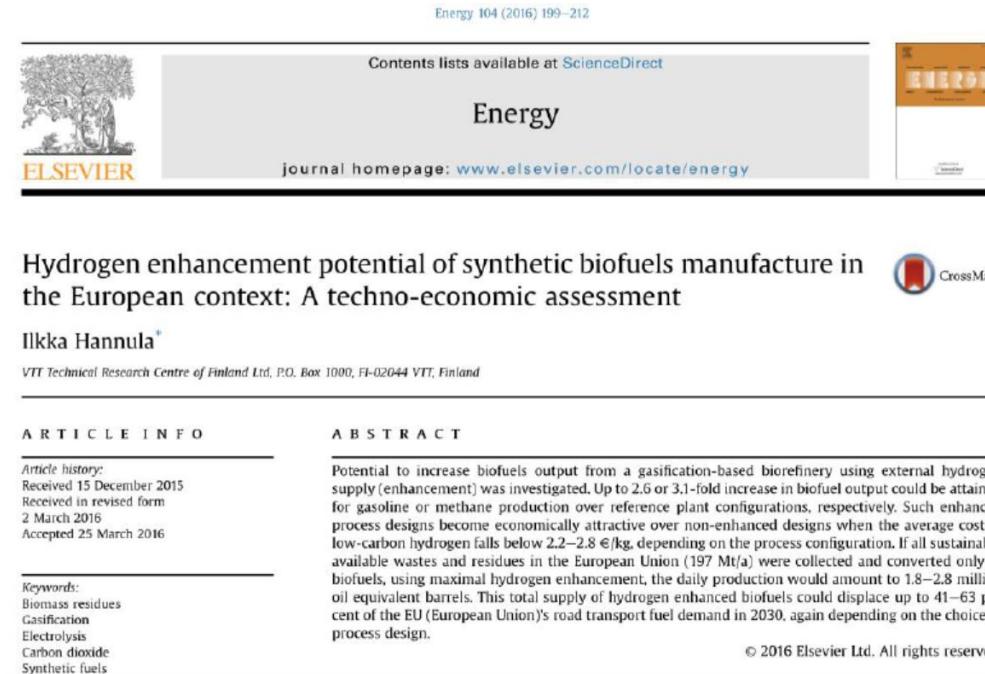 Energy 104 (2016) 199–212
Contents lists available at ScienceDirect
Energy
journal homepage: www.elsevier.com/locate/energy
ELSEVIER
Hydrogen enhancement potential of synthetic biofuels manufacture in
the European context: A techno-economic assessment
CrossM
Ilkka Hannula*
VTT Technical Research Centre of Finland Ltd, P.O. Box 1000, FI-02044 VTT, Finland
ARTICLE INFO
Article history:
Received 15 December 2015
Received in revised form
2 March 2016
Accepted 25 March 2016
Keywords:
Biomass residues
Gasification
Electrolysis
Carbon dioxide
Synthetic fuels
ABSTRACT
Potential to increase biofuels output from a gasification-based biorefinery using external hydrog
supply (enhancement) was investigated. Up to 2.6 or 3.1-fold increase in biofuel output could be attain
for gasoline or methane production over reference plant configurations, respectively. Such enhanc
process designs become economically attractive over non-enhanced designs when the average cost
low-carbon hydrogen falls below 2.2–2.8 €/kg, depending on the process configuration. If all sustaina
available wastes and residues in the European Union (197 Mt/a) were collected and converted only
biofuels, using maximal hydrogen enhancement, the daily production would amount to 1.8–2.8 milli
oil equivalent barrels. This total supply of hydrogen enhanced biofuels could displace up to 41–63 p
cent of the EU (European Union)'s road transport fuel demand in 2030, again depending on the choice
process design.
© 2016 Elsevier Ltd. All rights reserve